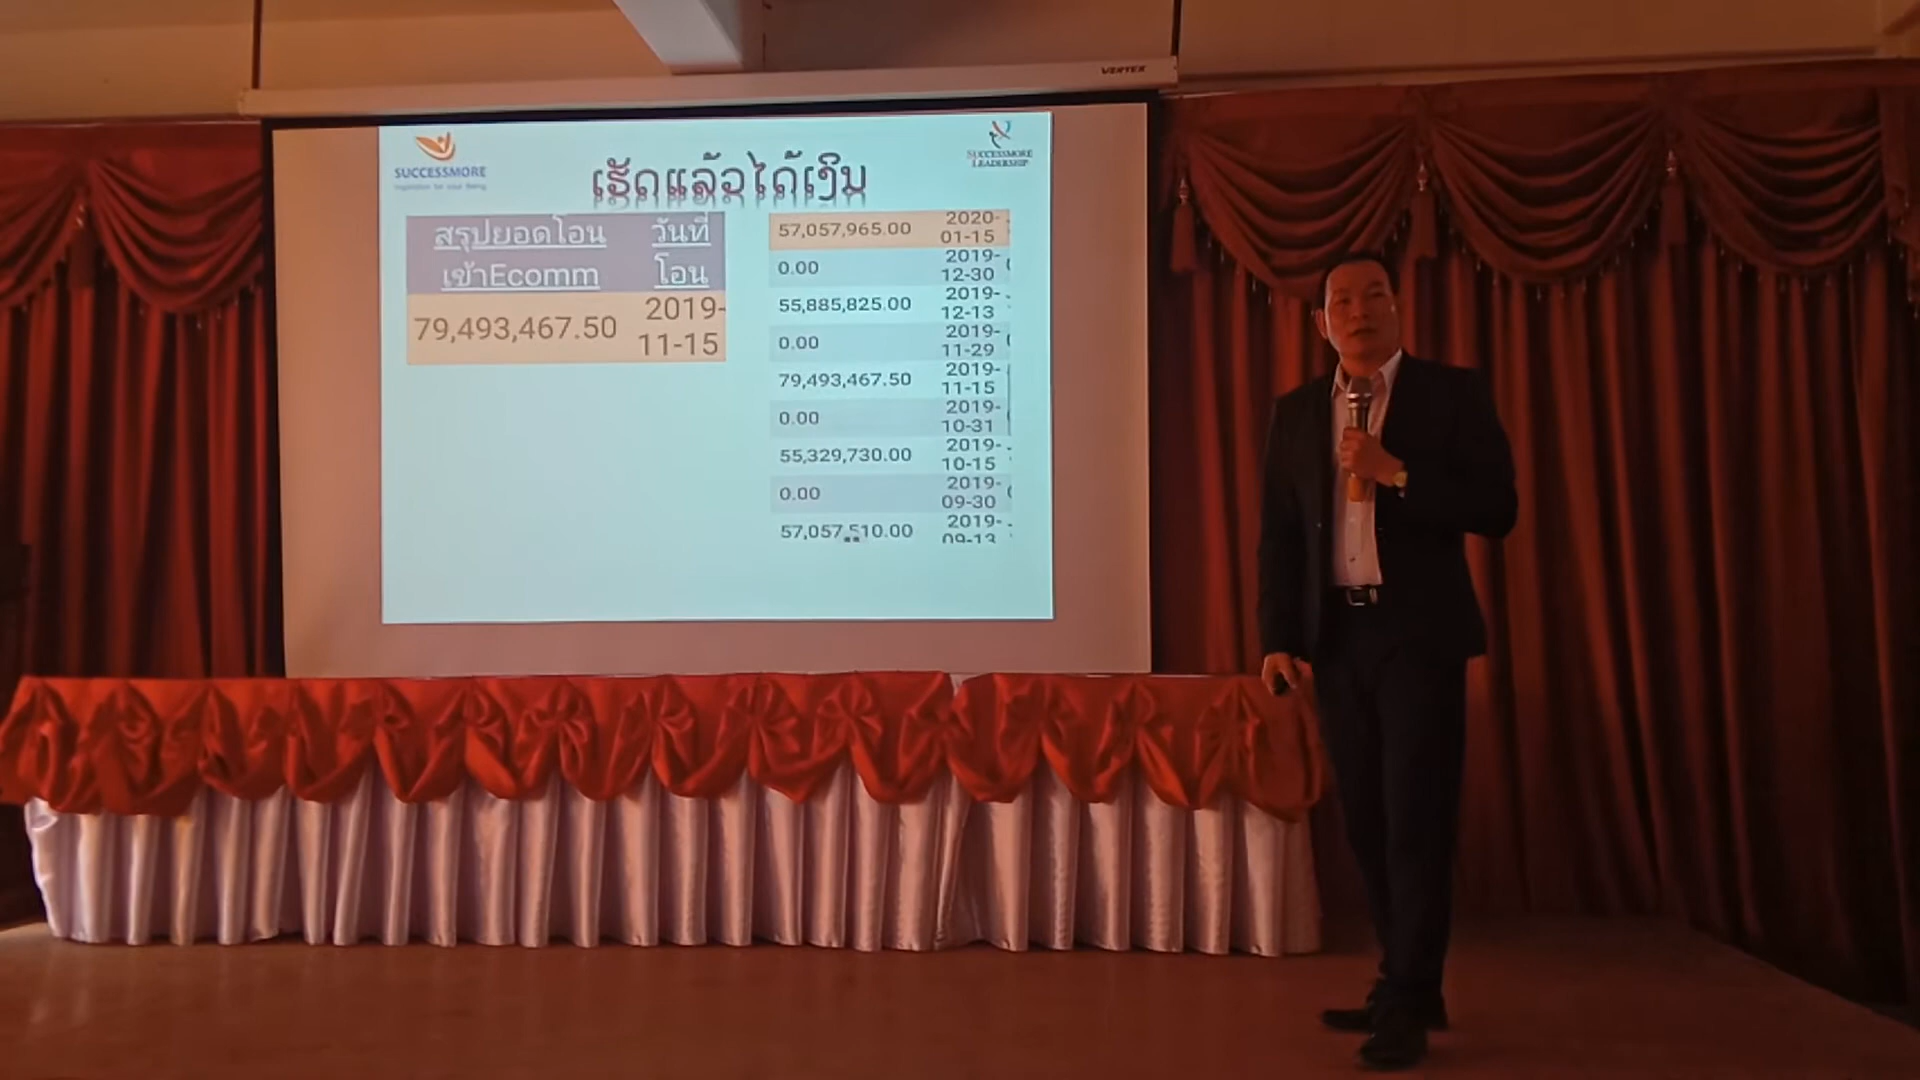 VERTEX
SUCCESSMORE
SUCCESSMORE
LEADERSHIP
ເຮັດແລ້ວໄດ້ເງິນ
สรุปยอดโอน วันที่
เข้าEcomm โอน
79,493,467.50 2019-
11-15
57,057,965.00 2020-
01-15
0.00 2019-
12-30
55,885,825.00 2019-
12-13
0.00 2019-
11-29
79,493,467.50 2019-
11-15
0.00 2019-
10-31
55,329,730.00 2019-
10-15
0.00 2019-
09-30
57,057,510.00 2019-
09-13